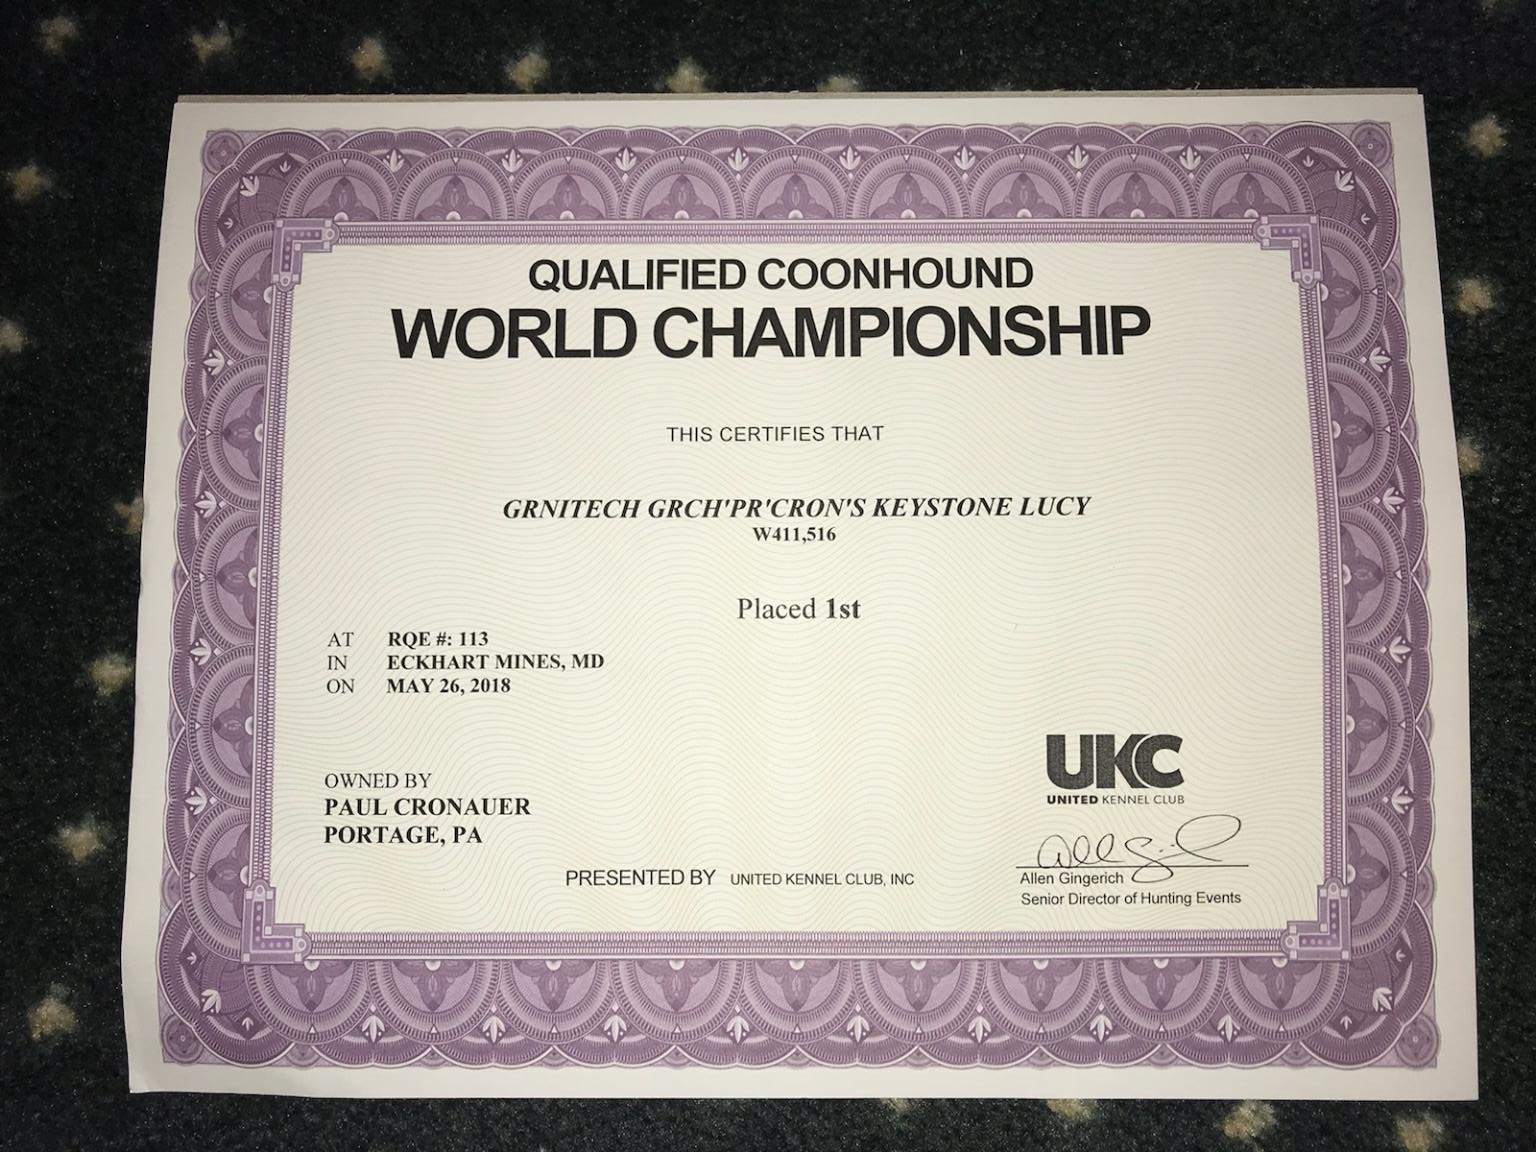 QUALIFIED COONHOUND
WORLD CHAMPIONSHIP
THIS CERTIFIES THAT
GRNITECH GRCH'PR'CRON'S KEYSTONE LUCY
W411,516
Placed 1st
AT RQE #: 113
IN ECKHART MINES, MD
ON MAY 26, 2018
OWNED BY
PAUL CRONAUER
PORTAGE, PA
PRESENTED BY UNITED KENNEL CLUB, INC
UKC
UNITED KENNEL CLUB
Allen Gingerich
Senior Director of Hunting Events